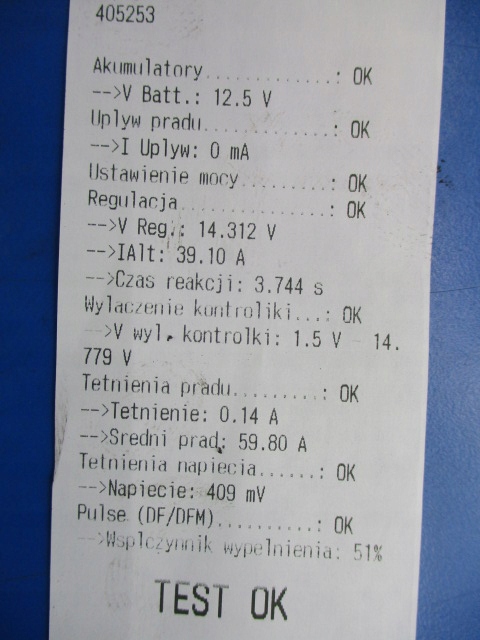 405253
Akumulatory.............: OK
-->V Batt.: 12.5 V
Uplyw pradu.............: OK
-->I Uplyw: 0 mA
Ustawienie mocy.........: OK
Regulacja...............: OK
-->V Reg.: 14.312 V
-->IAlt: 39.10 A
-->Czas reakcji: 3.744 s
Wylaczenie kontroliki...: OK
-->V wyl. kontrolki: 1.5 V 14.
779 V
Tetnienia pradu.........: OK
-->Tetnienie: 0.14 A
-->Sredni prad: 59.80 A
Tetnienia napiecia......: OK
-->Napiecie: 409 mV
Pulse (DF/DFM)..........: OK
-->Wsplczynnik wypelnienia: 51%
TEST OK